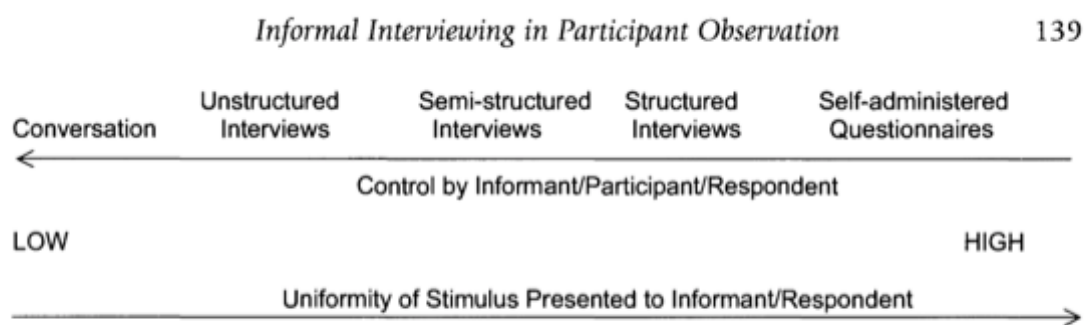 Informal Interviewing in Participant Observation 139
Unstructured Semi-structured Structured Self-administered
Conversation Interviews Interviews Interviews Questionnaires
Control by Informant/Participant/Respondent
LOW HIGH
Uniformity of Stimulus Presented to Informant/Respondent